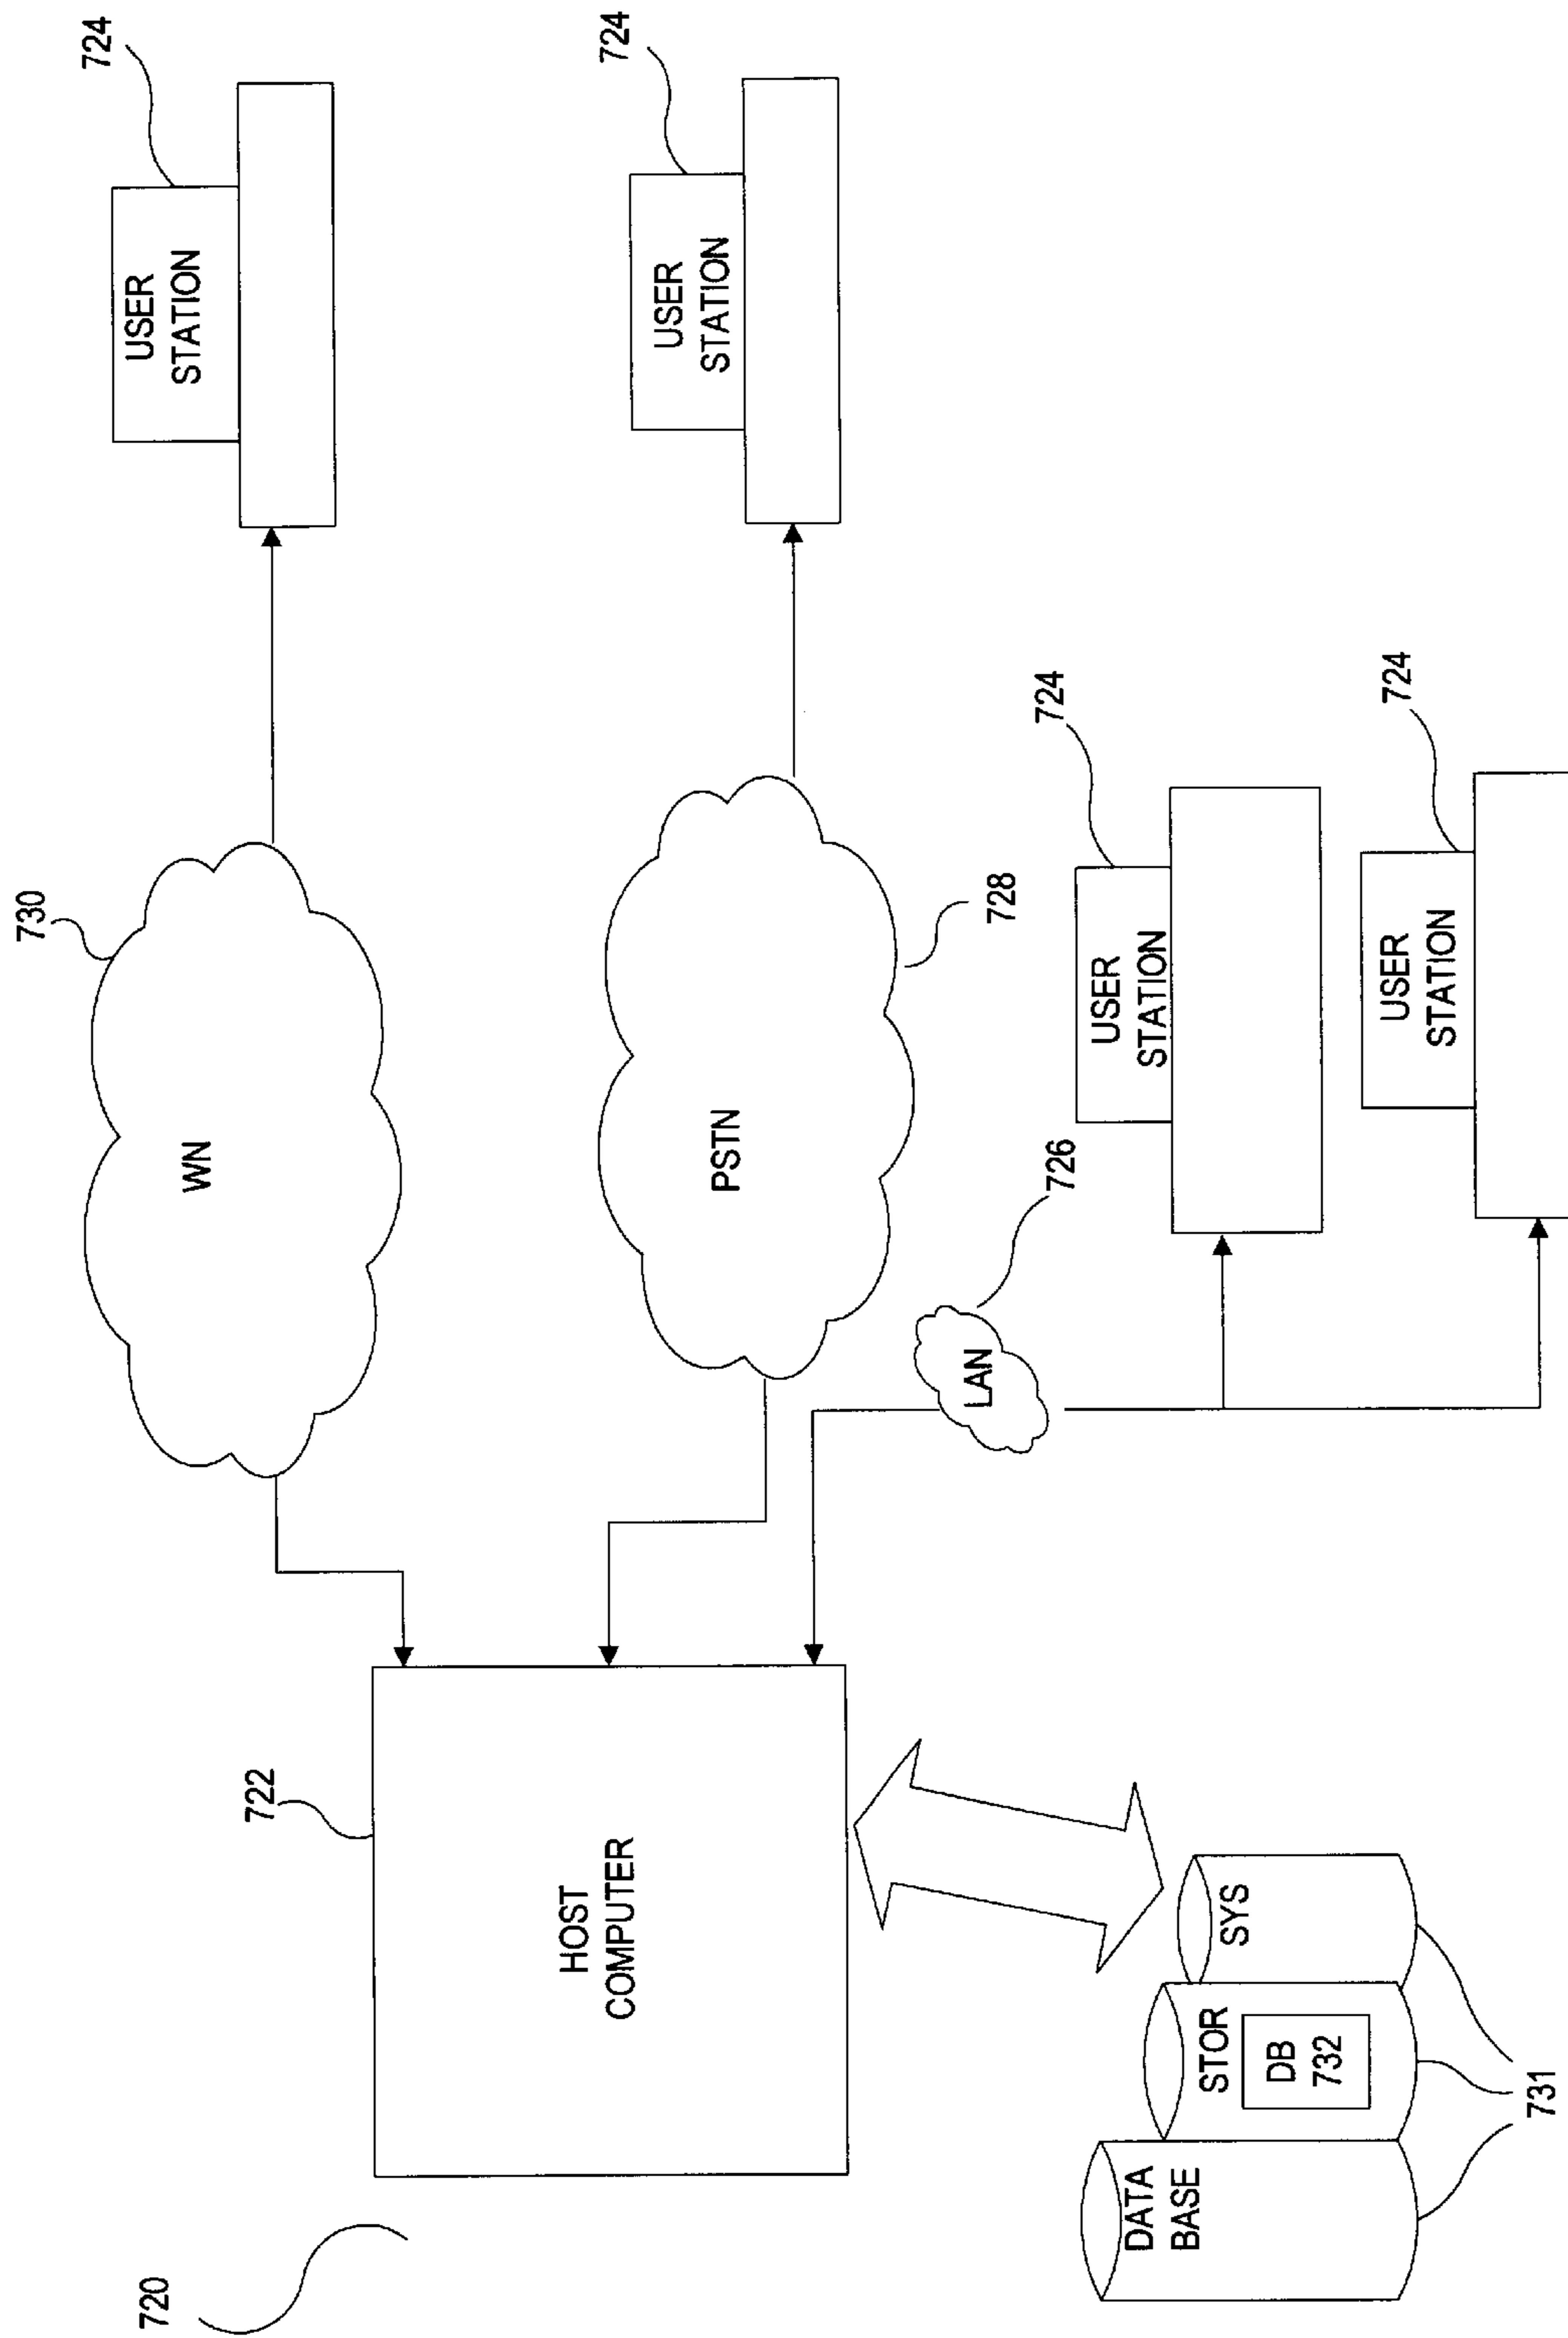 724
USER
STATION
730
WN
724
USER
STATION
728
PSTN
722
HOST
COMPUTER
726
LAN
724
USER
STATION
724
USER
STATION
720
DATA
BASE
STOR
DB
732
SYS
731